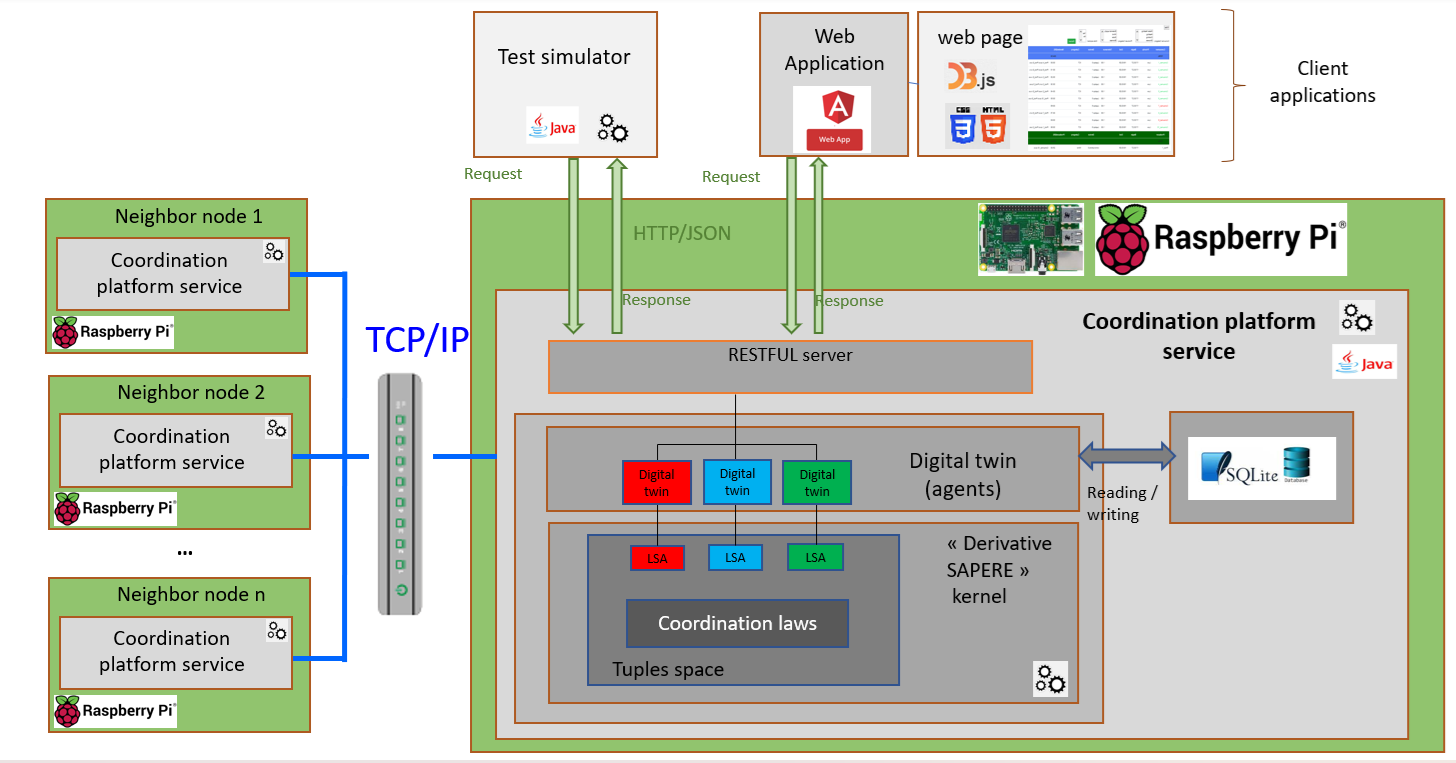 Test simulator
Java
Web
Application
Web App
web page
D3.js
CSS
HTML
Client
applications
Request
Request
HTTP/JSON
Response
Response
Raspberry Pi®
Neighbor node 1
Coordination
platform service
Raspberry Pi®
Neighbor node 2
Coordination
platform service
Raspberry Pi®
...
Neighbor node n
Coordination
platform service
Raspberry Pi®
TCP/IP
Coordination platform
service
Java
RESTFUL server
Digital
twin
Digital
twin
Digital
twin
Digital twin
(agents)
Reading /
writing
SQLite
Database
LSA
LSA
LSA
« Derivative
SAPERE »
kernel
Coordination laws
Tuples space